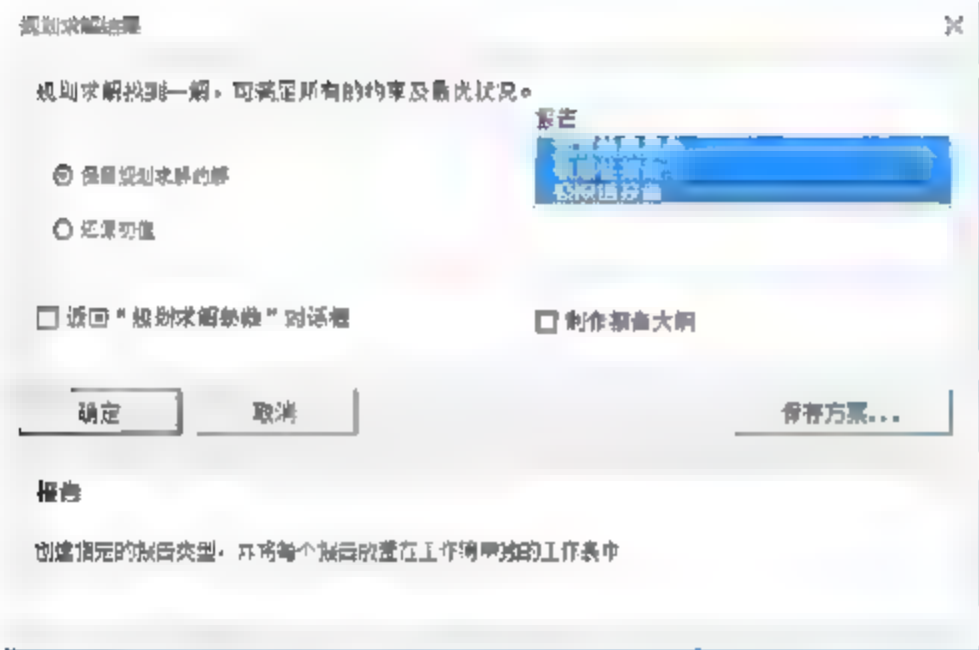 规划求解结果
规划求解找到一解，可满足所有的约束及最优状况。
报告
保留规划求解的解
还原初值
返回“规划求解参数”对话框
制作报告大纲
确定
取消
保存方案...
报告
创建指定的报告类型，并将每个报告放置在工作簿中单独的工作表中